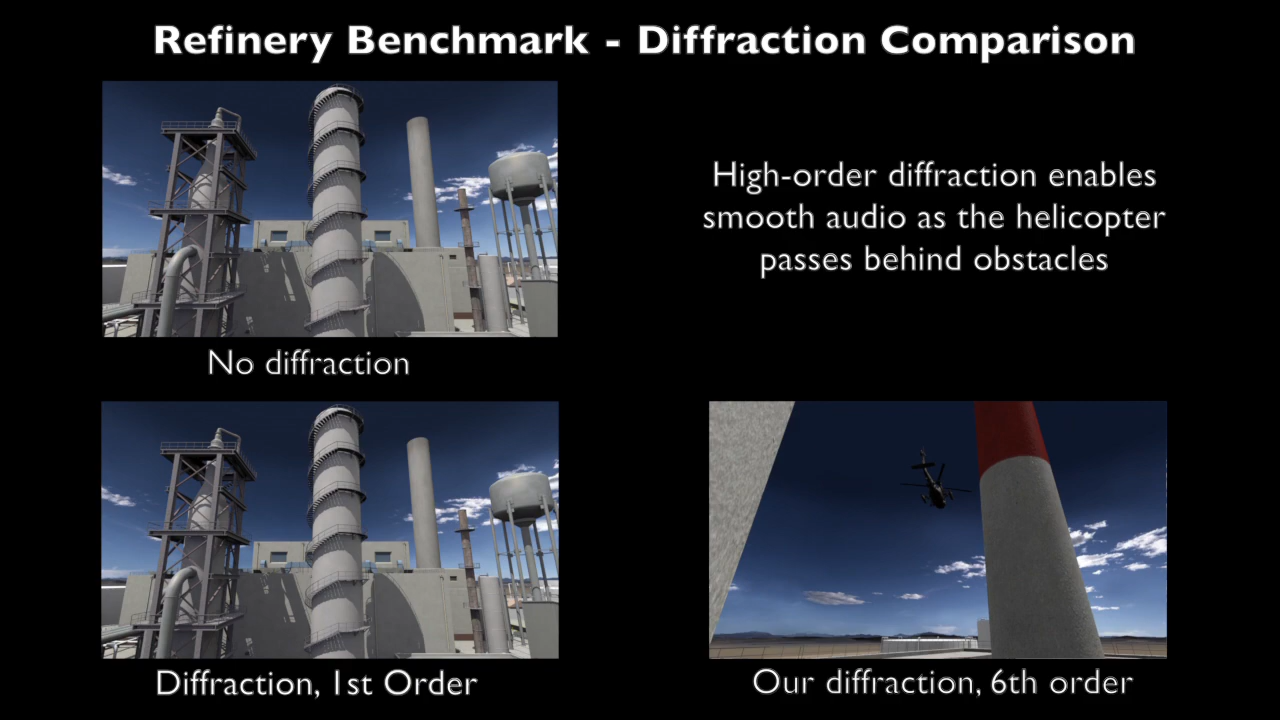 Refinery Benchmark - Diffraction Comparison
High-order diffraction enables
smooth audio as the helicopter
passes behind obstacles
No diffraction
Diffraction, 1st Order
Our diffraction, 6th order